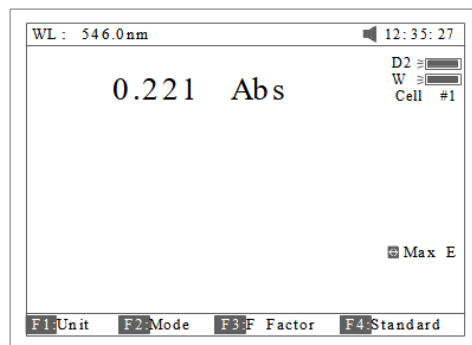 WL: 546.0nm 12:35:27
D2
W
0.221 Abs
Cell #1
Max E
F1:Unit F2:Mode F3:F Factor F4:Standard